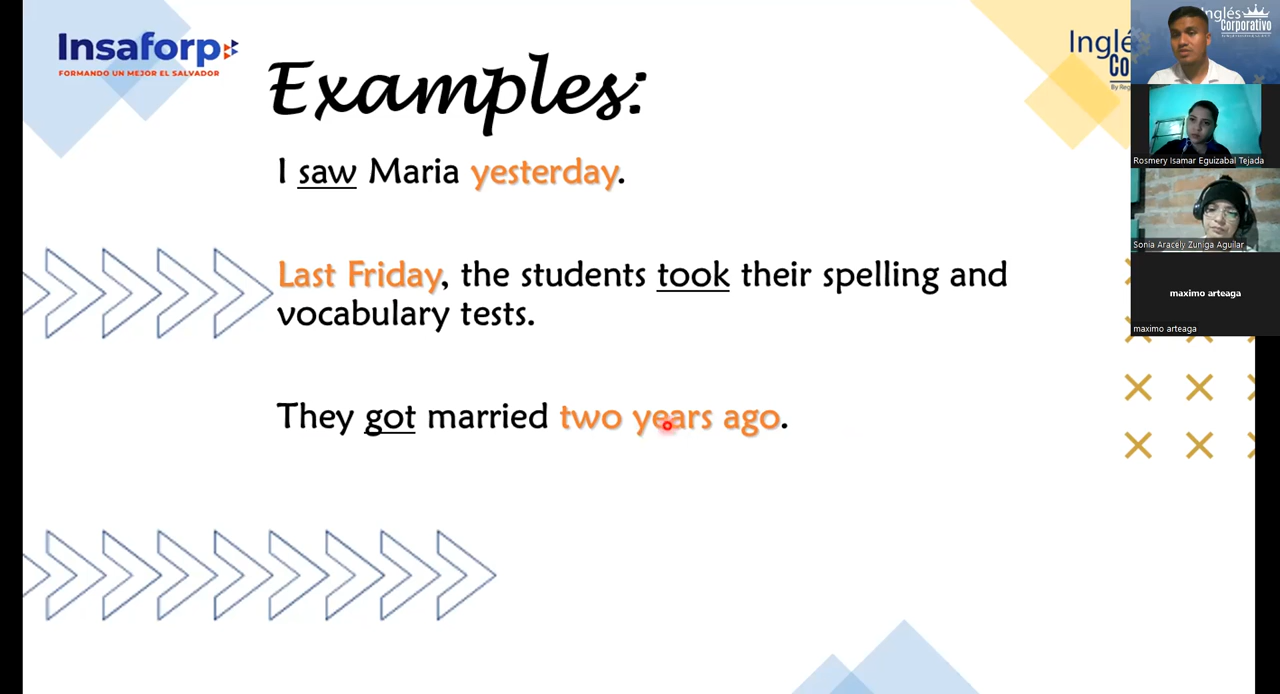 Insaforp
FORMANDO UN MEJOR EL SALVADOR
Examples:
I saw Maria yesterday.
Last Friday, the students took their spelling and
vocabulary tests.
They got married two years ago.
Inglés
Corporativo
Rosmery Isamar Eguizabal Tejada
Sonia Aracely Zuniga Aguilar
maximo arteaga
maximo arteaga